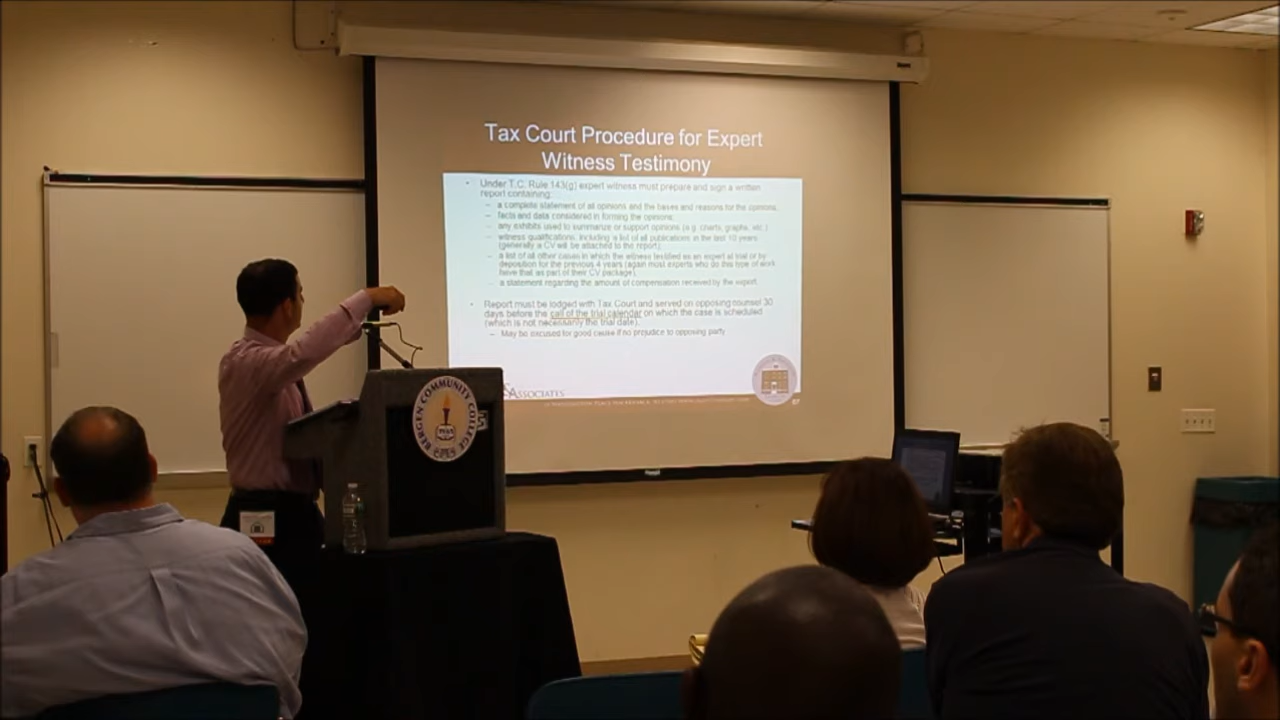 Tax Court Procedure for Expert
Witness Testimony
• Under T.C. Rule 143(g) expert witness must prepare and sign a written
report containing:
– a complete statement of all opinions and the bases and reasons for the opinions;
– facts and data considered in forming the opinions;
– any exhibits used to summarize or support opinions (e.g. charts, graphs, etc.)
– witness qualifications, including a list of all publications in the last 10 years
(generally a CV will be attached to the report);
– a list of all other cases in which the witness testified as an expert at trial or by
deposition for the previous 4 years (again most experts who do this type of work
have that as part of their CV package);
– a statement regarding the amount of compensation received by the expert.
• Report must be lodged with Tax Court and served on opposing counsel 30
days before the call of the trial calendar on which the case is scheduled
(which is not necessarily the trial date).
– May be excused for good cause if no prejudice to opposing party
& ASSOCIATES
67
BERGEN COMMUNITY COLLEGE